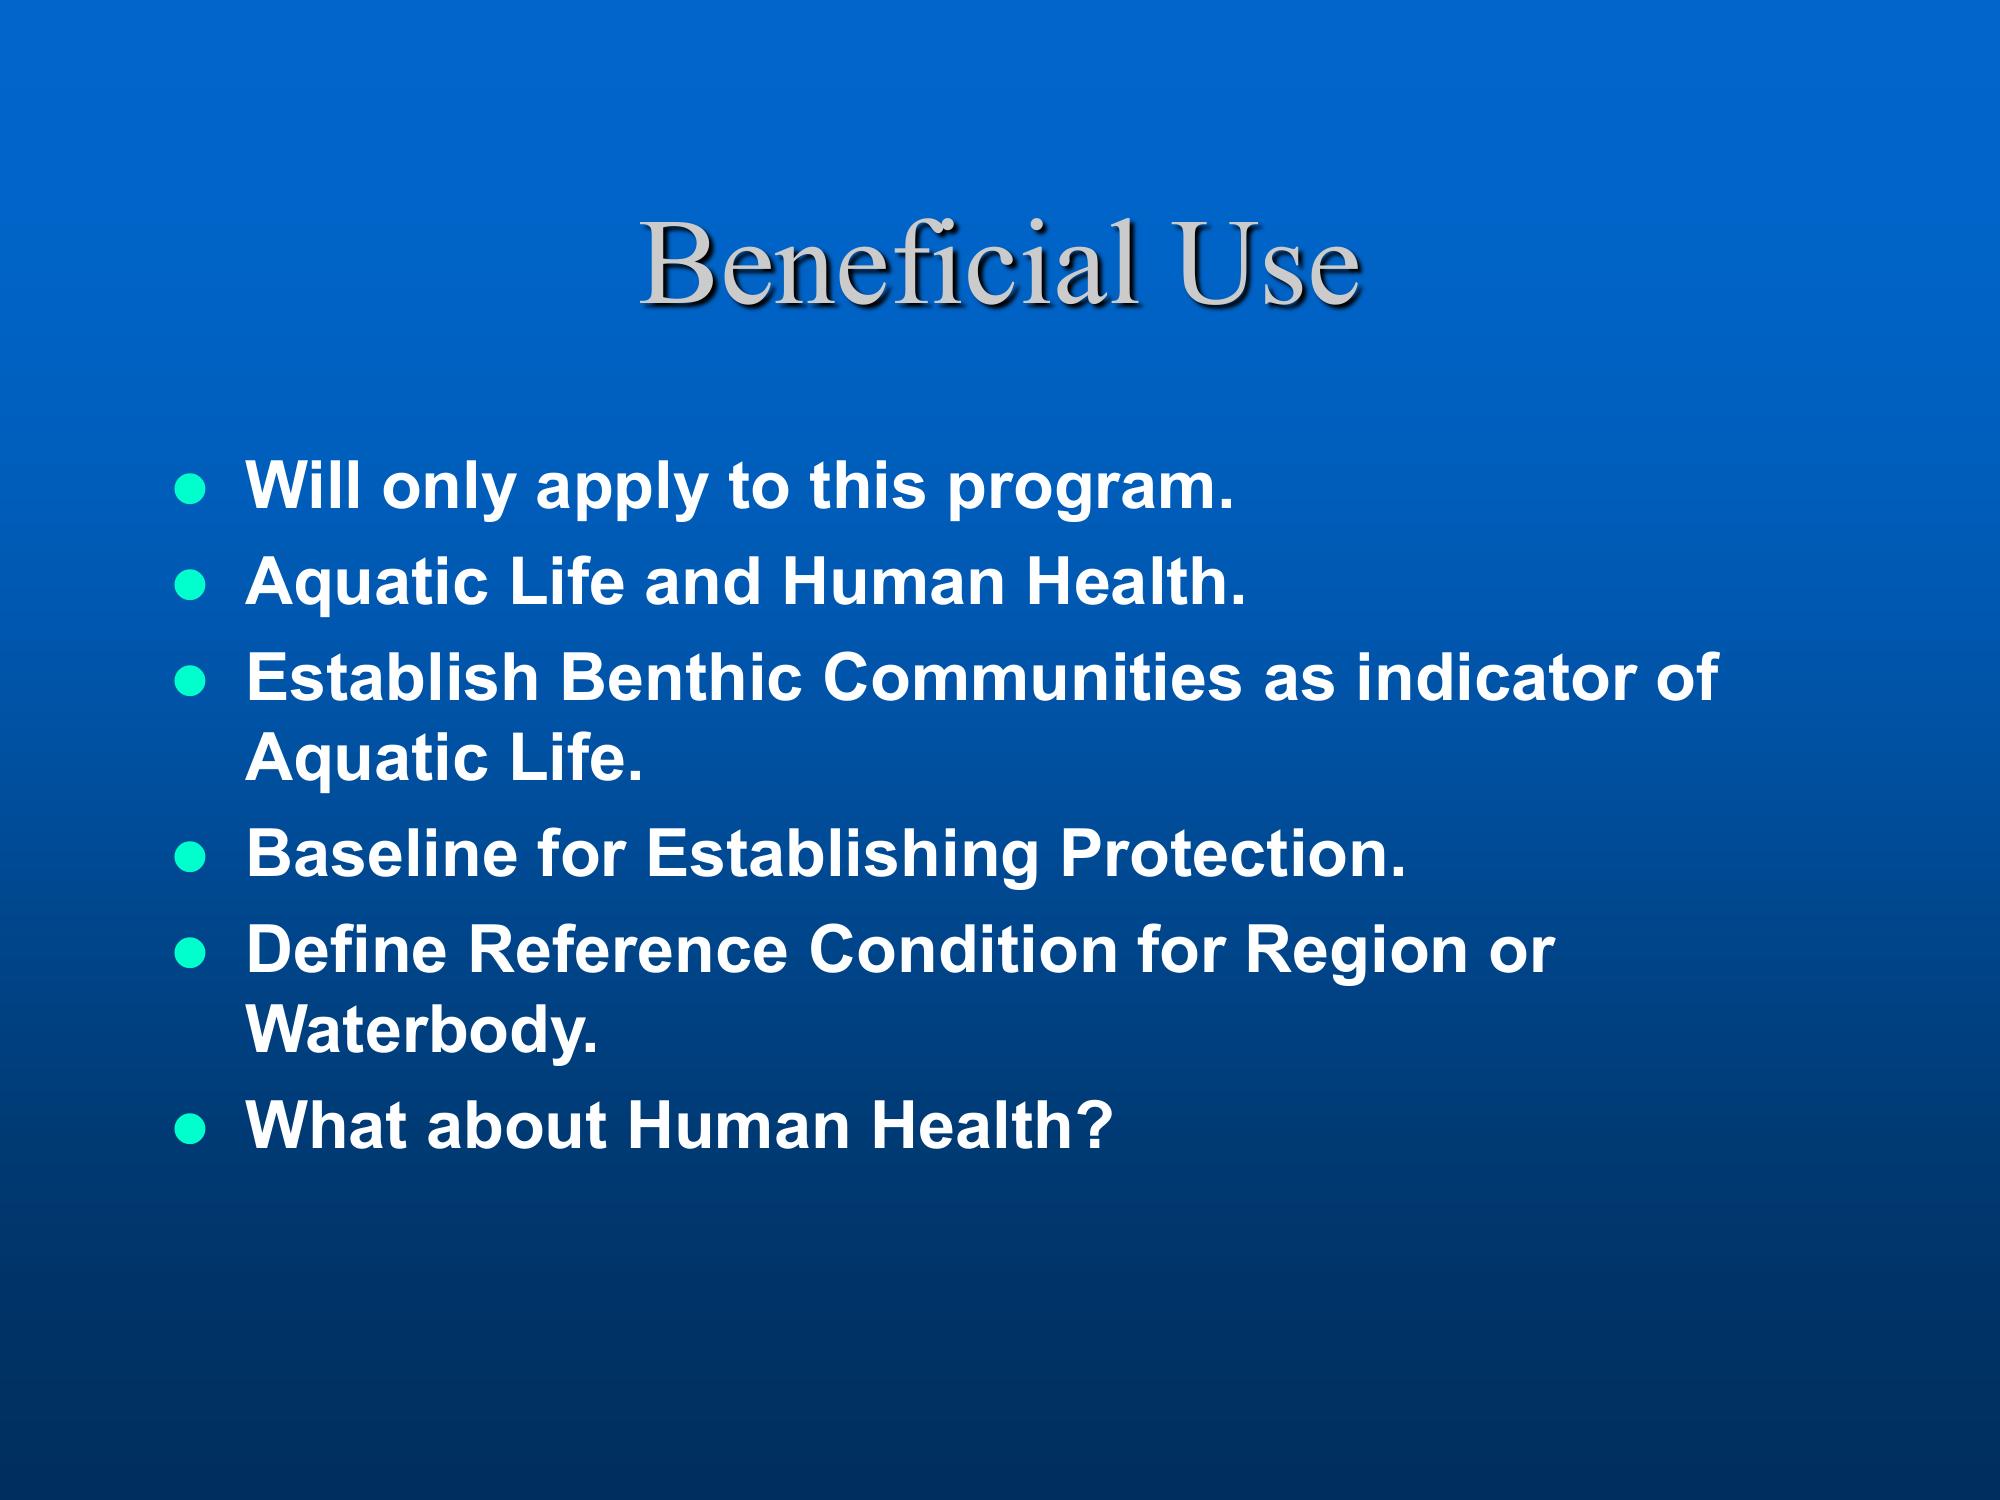 Beneficial Use
● Will only apply to this program.
● Aquatic Life and Human Health.
● Establish Benthic Communities as indicator of
Aquatic Life.
● Baseline for Establishing Protection.
● Define Reference Condition for Region or
Waterbody.
● What about Human Health?